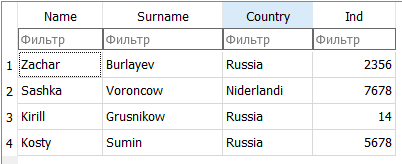 Name Surname Country Ind
Фильтр Фильтр Фильтр Фильтр
1 Zachar Burlayev Russia 2356
2 Sashka Voroncow Niderlandi 7678
3 Kirill Grusnikow Russia 14
4 Kosty Sumin Russia 5678